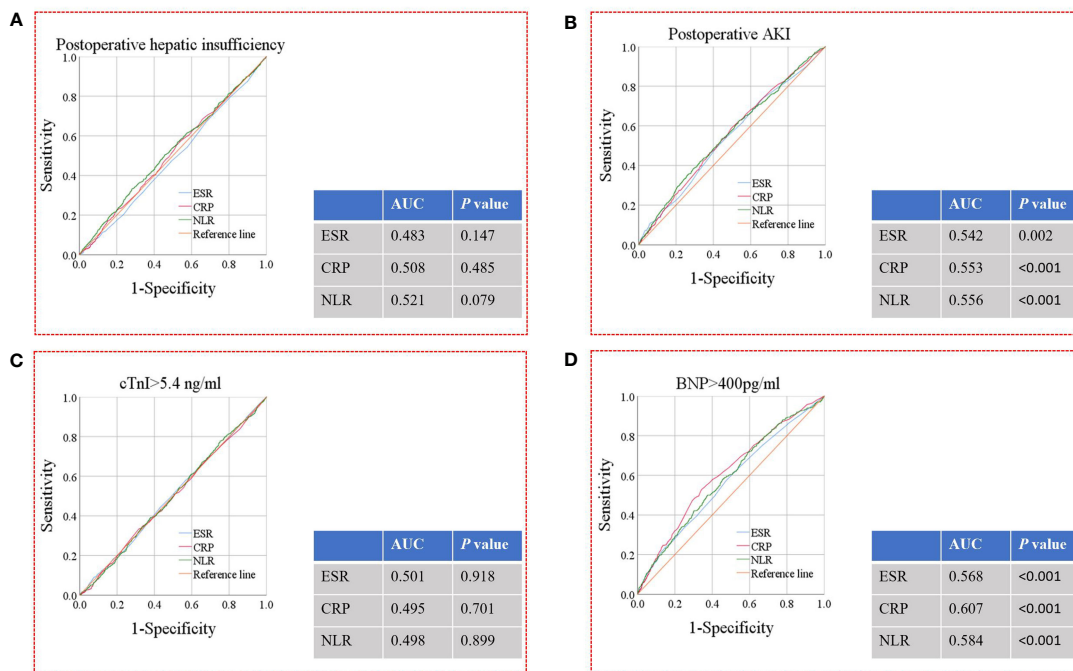 A
Postoperative hepatic insufficiency
Sensitivity
1.0
0.8
0.6
0.4
0.2
0.0
0.0 0.2 0.4 0.6 0.8 1.0
1-Specificity
ESR
CRP
NLR
Reference line
AUC P value
ESR 0.483 0.147
CRP 0.508 0.485
NLR 0.521 0.079
B
Postoperative AKI
Sensitivity
1.0
0.8
0.6
0.4
0.2
0.0
0.0 0.2 0.4 0.6 0.8 1.0
1-Specificity
ESR
CRP
NLR
Reference line
AUC P value
ESR 0.542 0.002
CRP 0.553 <0.001
NLR 0.556 <0.001
C
cTnI>5.4 ng/ml
Sensitivity
1.0
0.8
0.6
0.4
0.2
0.0
0.0 0.2 0.4 0.6 0.8 1.0
1-Specificity
ESR
CRP
NLR
Reference line
AUC P value
ESR 0.501 0.918
CRP 0.495 0.701
NLR 0.498 0.899
D
BNP>400pg/ml
Sensitivity
1.0
0.8
0.6
0.4
0.2
0.0
0.0 0.2 0.4 0.6 0.8 1.0
1-Specificity
ESR
CRP
NLR
Reference line
AUC P value
ESR 0.568 <0.001
CRP 0.607 <0.001
NLR 0.584 <0.001